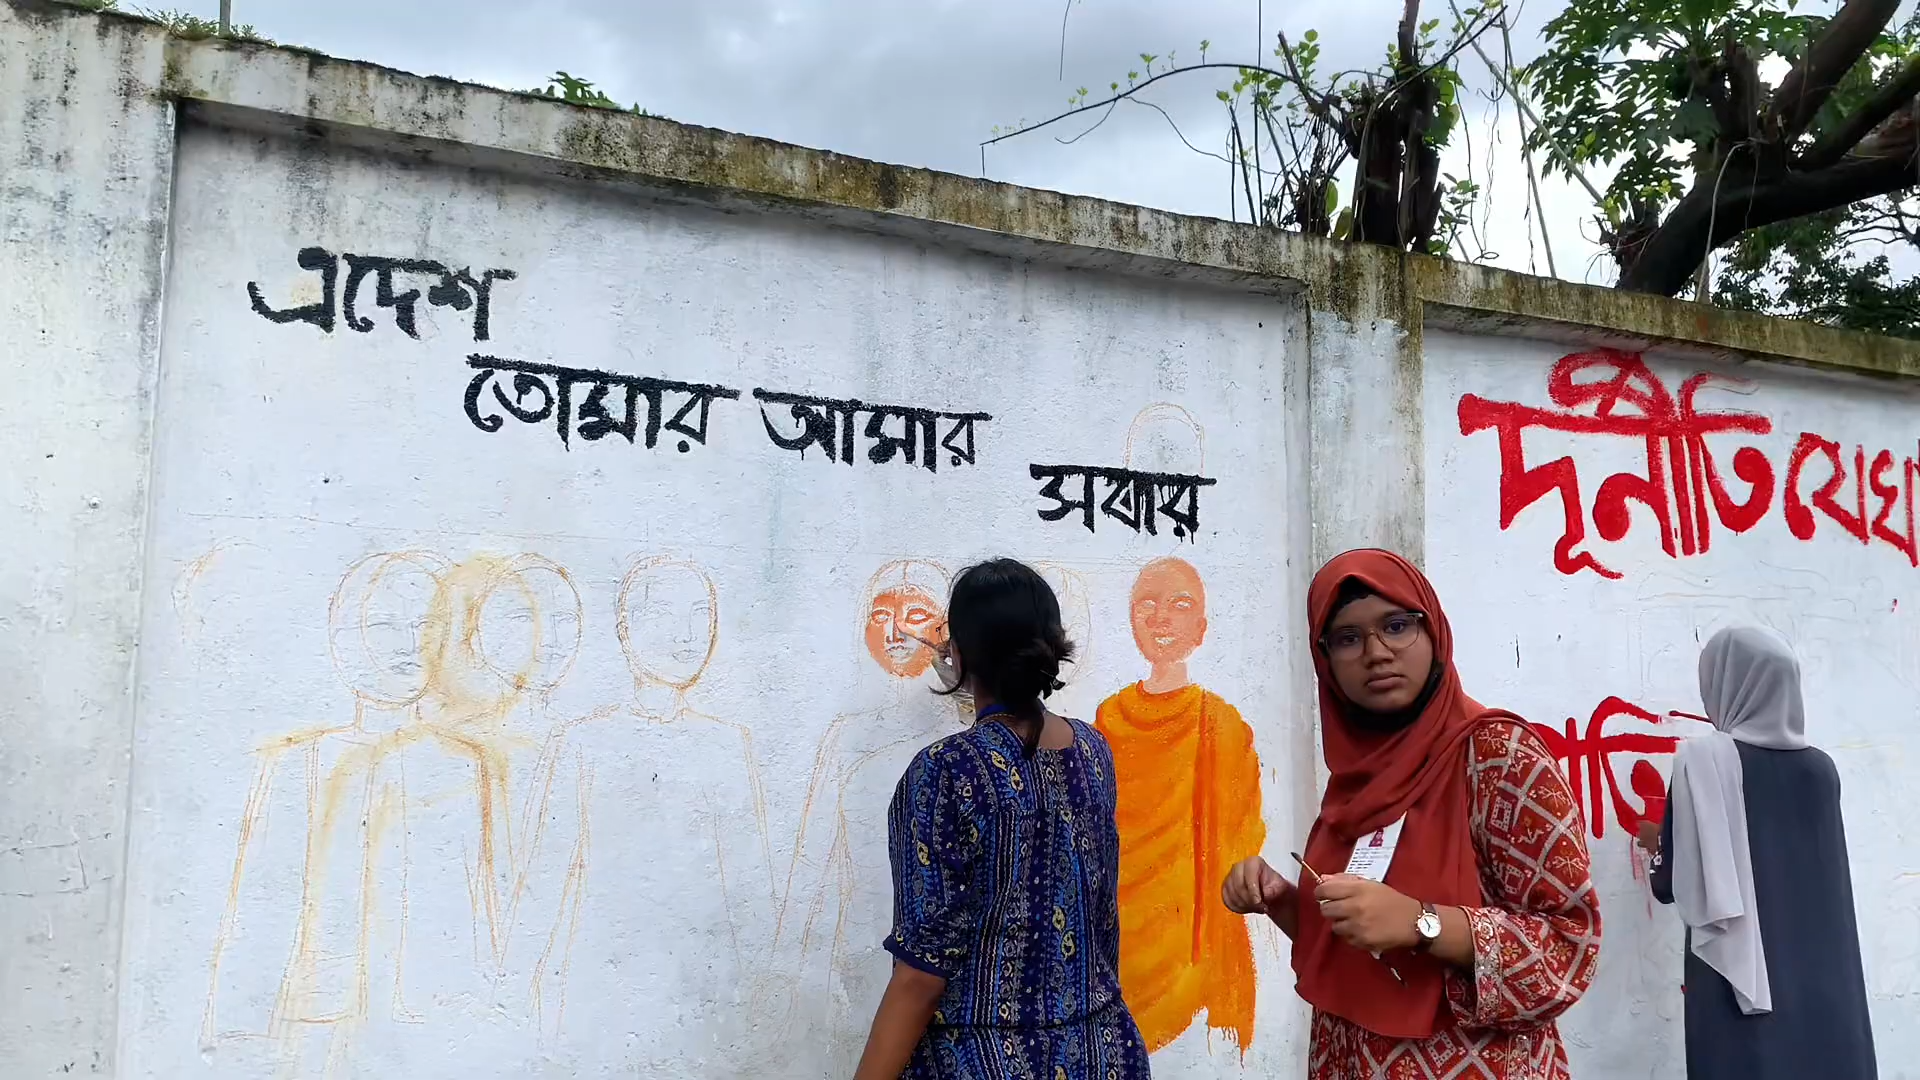 এদেশ
তোমার আমার
সবার
দূর্নীতি যেখা